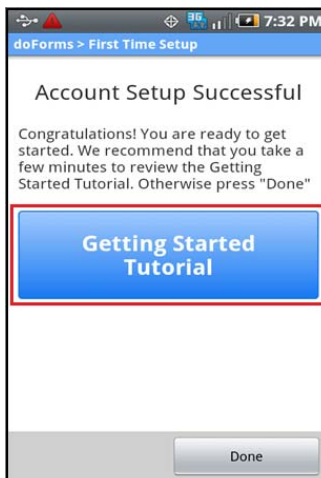 3G 7:32 PM
doForms > First Time Setup
Account Setup Successful
Congratulations! You are ready to get
started. We recommend that you take a
few minutes to review the Getting
Started Tutorial. Otherwise press "Done"
Getting Started
Tutorial
Done